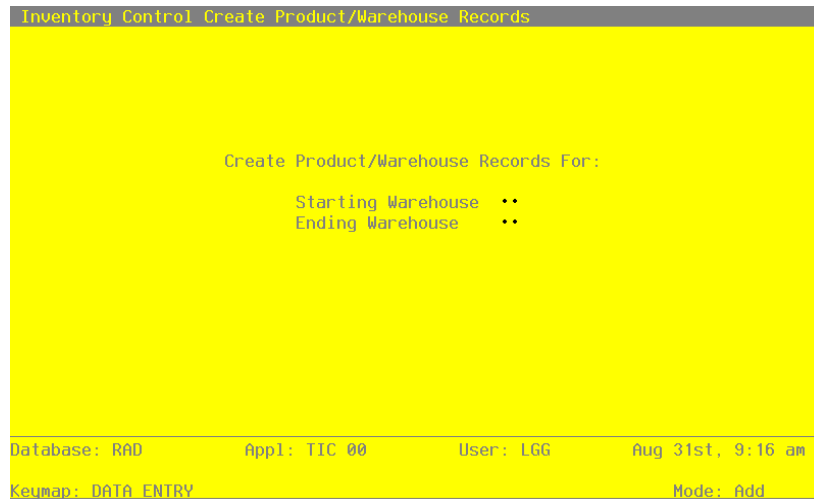 Inventory Control Create Product/Warehouse Records
Create Product/Warehouse Records For:
Starting Warehouse ..
Ending Warehouse ..
Database: RAD Appl: TIC 00 User: LGG Aug 31st, 9:16 am
Keymap: DATA ENTRY Mode: Add